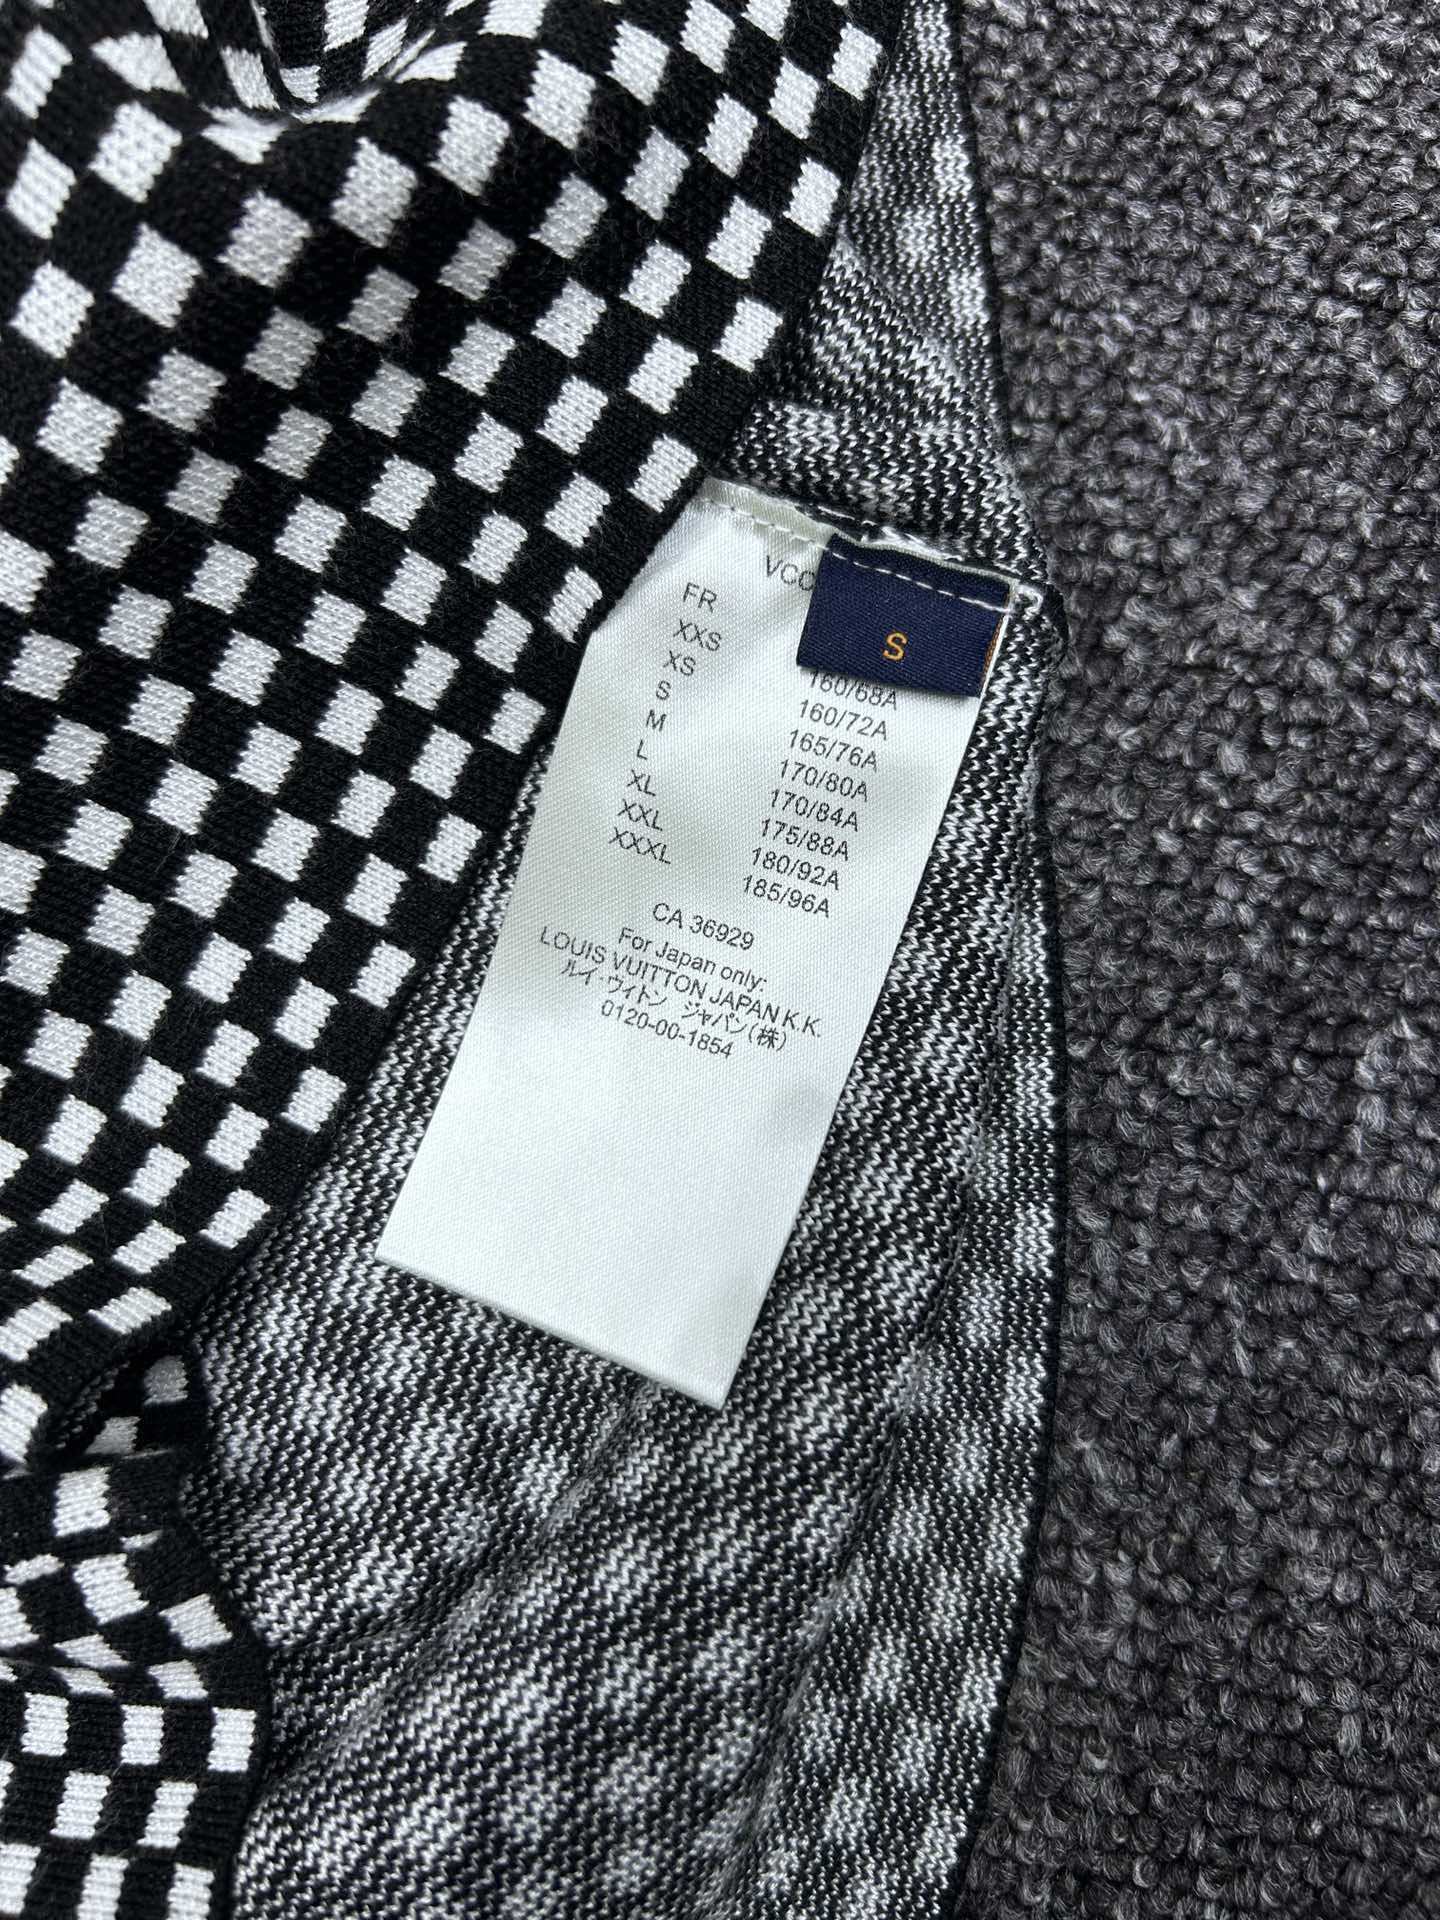 VCC
S
FR
XXS 160/68A
XS 160/72A
S 165/76A
M 170/80A
L 170/84A
XL 175/88A
XXL 180/92A
XXXL 185/96A
CA 36929
For Japan only:
LOUIS VUITTON JAPAN K.K.
ルイ・ヴィトン ジャパン(株)
0120-00-1854